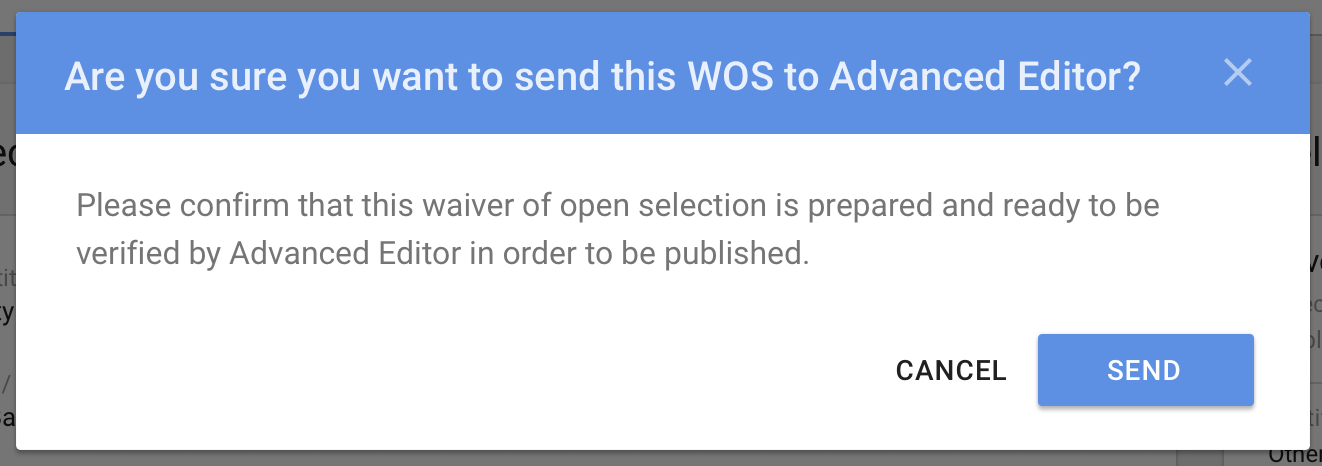 Are you sure you want to send this WOS to Advanced Editor?
Please confirm that this waiver of open selection is prepared and ready to be
verified by Advanced Editor in order to be published.
CANCEL
SEND
Other